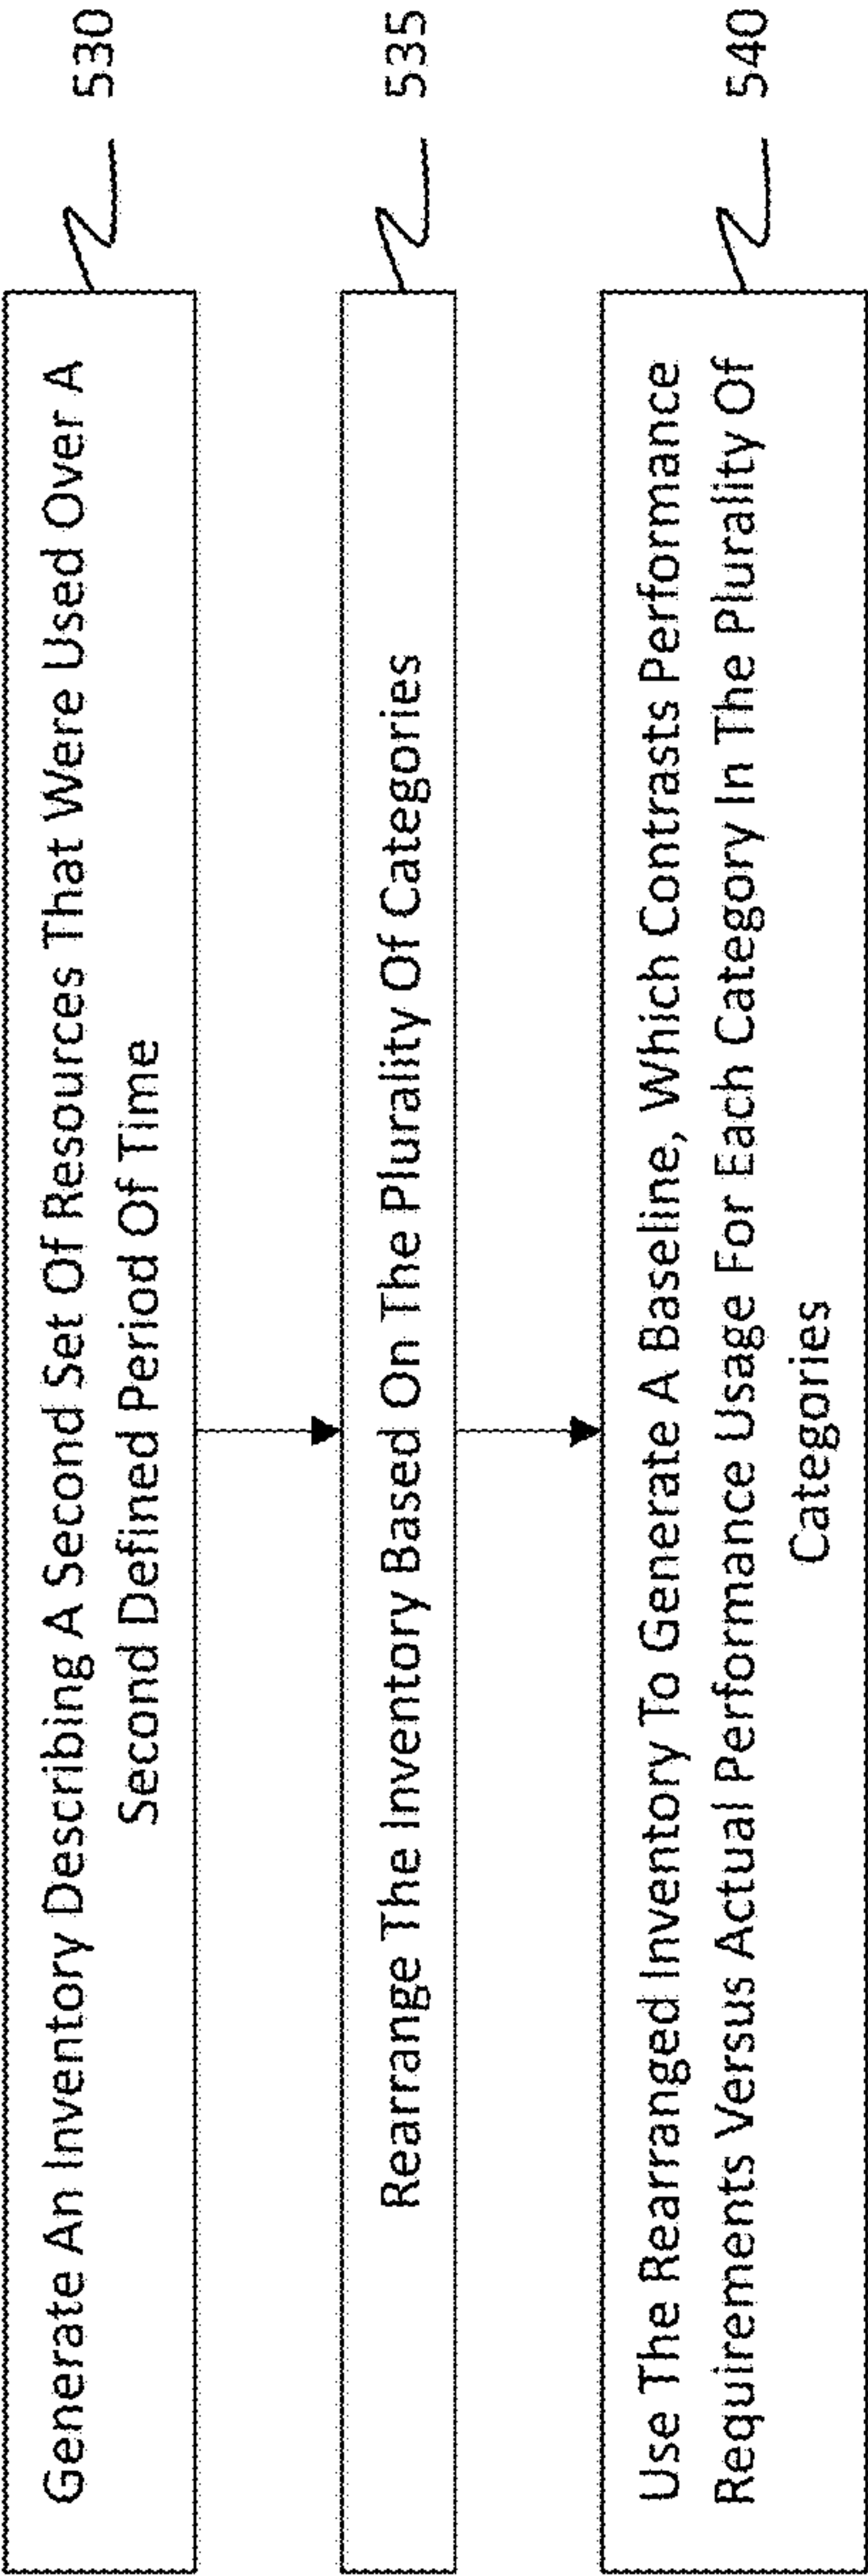 Generate An Inventory Describing A Second Set Of Resources That Were Used Over A
Second Defined Period Of Time
530
Rearrange The Inventory Based On The Plurality Of Categories
535
Use The Rearranged Inventory To Generate A Baseline, Which Contrasts Performance
Requirements Versus Actual Performance Usage For Each Category In The Plurality Of
Categories
540